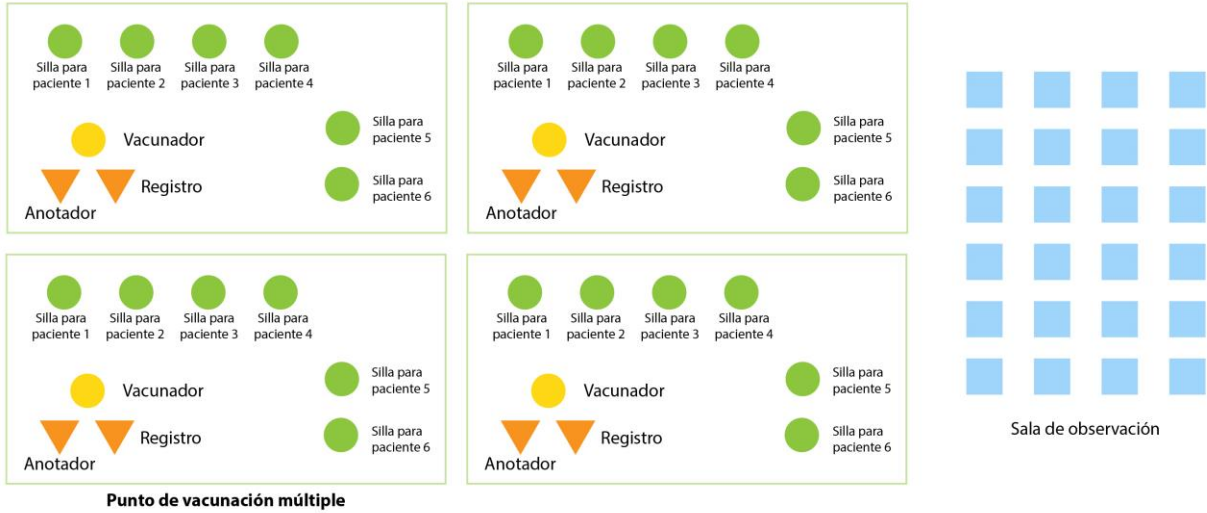 Silla para
paciente 1
Silla para
paciente 2
Silla para
paciente 3
Silla para
paciente 4
Silla para
paciente 5
Vacunador
Silla para
paciente 6
Registro
Anotador
Silla para
paciente 1
Silla para
paciente 2
Silla para
paciente 3
Silla para
paciente 4
Silla para
paciente 5
Vacunador
Silla para
paciente 6
Registro
Anotador
Silla para
paciente 1
Silla para
paciente 2
Silla para
paciente 3
Silla para
paciente 4
Silla para
paciente 5
Vacunador
Silla para
paciente 6
Registro
Anotador
Silla para
paciente 1
Silla para
paciente 2
Silla para
paciente 3
Silla para
paciente 4
Silla para
paciente 5
Vacunador
Silla para
paciente 6
Registro
Anotador
Sala de observación
Punto de vacunación múltiple